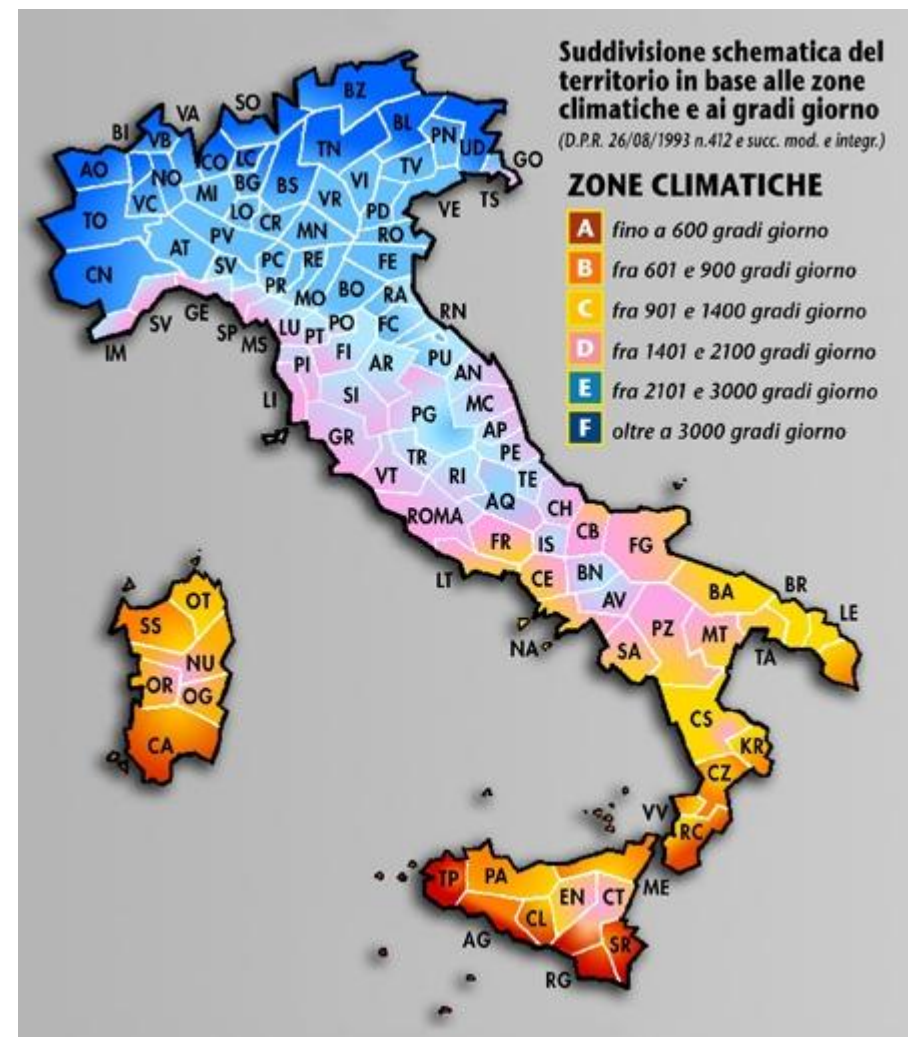 Suddivisione schematica del
territorio in base alle zone
climatiche e ai gradi giorno
(D.P.R. 26/08/1993 n.412 e succ. mod. e integr.)
ZONE CLIMATICHE
A fino a 600 gradi giorno
B fra 601 e 900 gradi giorno
C fra 901 e 1400 gradi giorno
D fra 1401 e 2100 gradi giorno
E fra 2101 e 3000 gradi giorno
F oltre a 3000 gradi giorno
BZ
SO
VA
BI
VB
BL
PN
UD
GO
AO
NO
CO
LC
TN
TV
TS
VC
MI
BG
BS
VR
VI
VE
TO
LO
CR
MN
PD
AT
PV
RO
CN
SV
PC
RE
FE
PR
MO
BO
RA
IM
SV
GE
SP
MS
LU
PT
PO
FC
RN
PI
FI
AR
PU
AN
LI
SI
PG
MC
GR
AP
TR
PE
VT
RI
TE
AQ
CH
ROMA
CB
FR
IS
FG
LT
CE
BN
BA
BR
AV
LE
NA
SA
PZ
MT
TA
OT
SS
NU
OR
OG
CA
CS
KR
CZ
VV
RC
TP
PA
ME
EN
CT
CL
AG
SR
RG